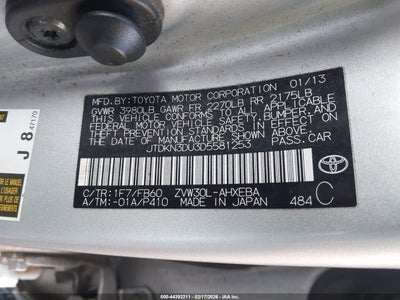 MFD.BY:TOYOTA MOTOR CORPORATION 01/13
GVWR 3980LB GAWR FR 2270LB RR 2175LB
THIS VEHICLE CONFORMS TO ALL APPLICABLE
FEDERAL MOTOR VEHICLE SAFETY, BUMPER, AND
THEFT PREVENTION STANDARDS IN EFFECT ON
THE DATE OF MANUFACTURE SHOWN ABOVE.
JTDKN3DU3D5581253 PASS.CAR
C/TR:1F7/FB60 ZVW30L-AHXEBA
A/TM:-01A/P410 MADE IN JAPAN 484 C
TOYOTA
J 8 47170
000-44392211 - 02/17/2026 - IAA